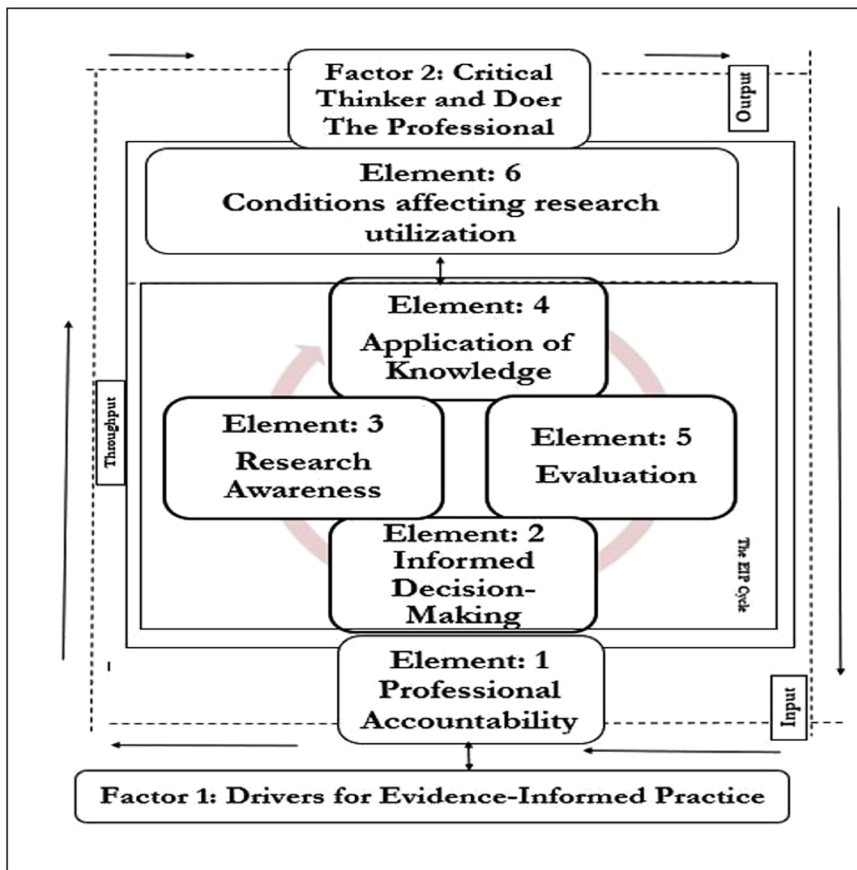 Factor 2: Critical
Thinker and Doer
The Professional
Output
Element: 6
Conditions affecting research
utilization
Element: 4
Application of
Knowledge
Throughput
Element: 3
Research
Awareness
Element: 5
Evaluation
Element: 2
Informed
Decision-
Making
The EIP Cycle
Element: 1
Professional
Accountability
Input
Factor 1: Drivers for Evidence-Informed Practice